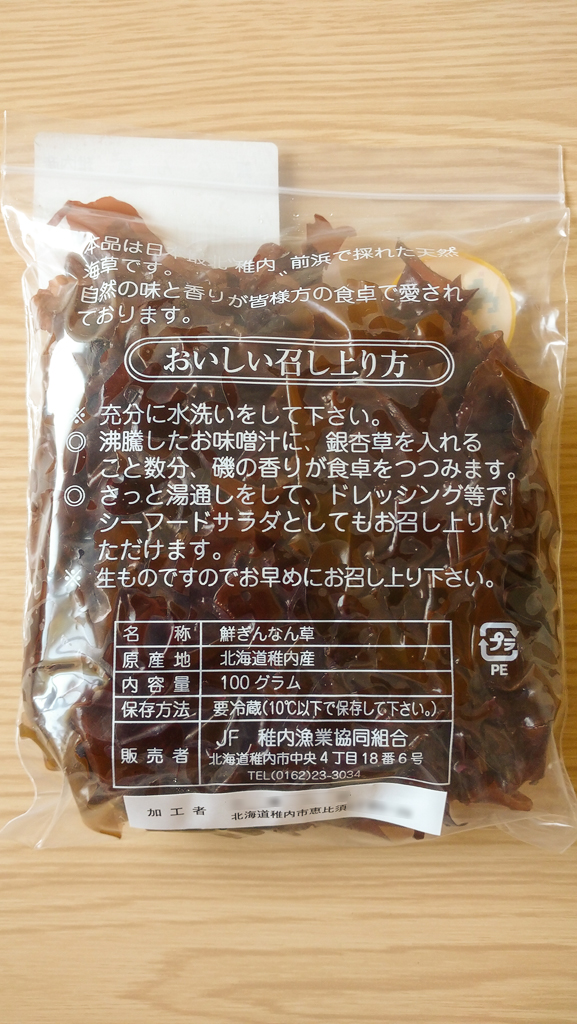 本品は日本最北"稚内"前浜で採れた天然
海草です。
自然の味と香りが皆様方の食卓で愛され
ております。
おいしい召し上り方
※ 充分に水洗いをして下さい。
◎ 沸騰したお味噌汁に、銀杏草を入れる
こと数分、磯の香りが食卓をつつみます。
◎ さっと湯通しをして、ドレッシング等で
シーフードサラダとしてもお召し上りい
ただけます。
※ 生ものですのでお早めにお召し上り下さい。
名 称 鮮ぎんなん草
原産地 北海道稚内産
内容量 100グラム
保存方法 要冷蔵(10℃以下で保存して下さい。)
販売者 JF 稚内漁業協同組合
北海道稚内市中央4丁目18番6号
TEL(0162)23-3034
プラ
PE
加工者 北海道稚内市恵比須